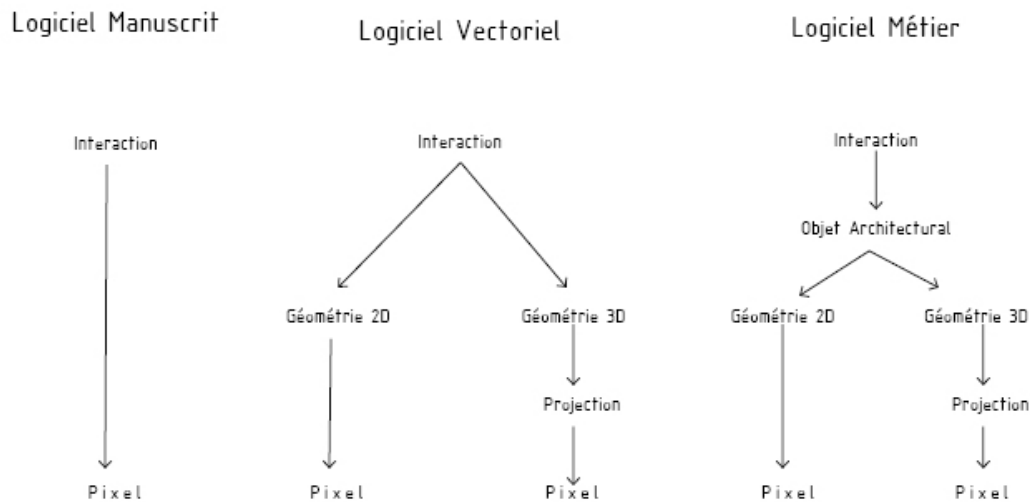 Logiciel Manuscrit
Logiciel Vectoriel
Logiciel Métier
Interaction
Interaction
Interaction
Objet Architectural
Géométrie 2D
Géométrie 3D
Géométrie 2D
Géométrie 3D
Projection
Projection
Pixel
Pixel
Pixel
Pixel
Pixel